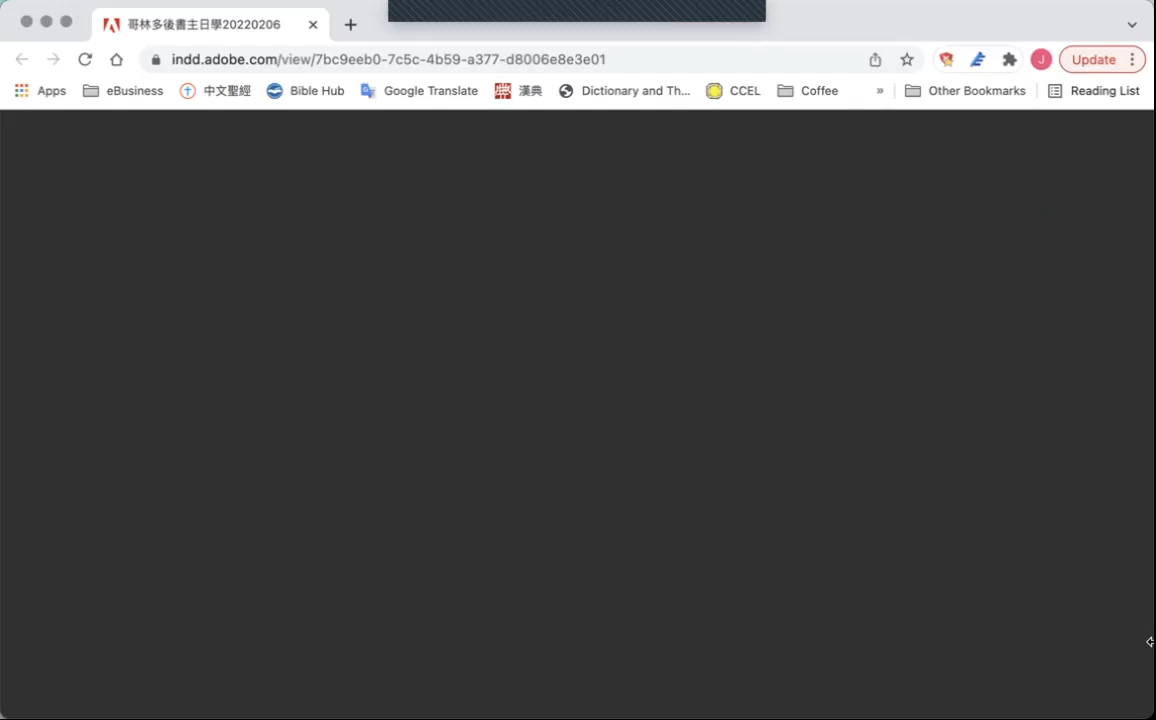 哥林多後書主日學20220206
indd.adobe.com/view/7bc9eeb0-7c5c-4b59-a377-d8006e8e3e01
J
Update
Apps eBusiness 中文聖經 Bible Hub Google Translate 漢典 Dictionary and Th... CCEL Coffee » Other Bookmarks Reading List